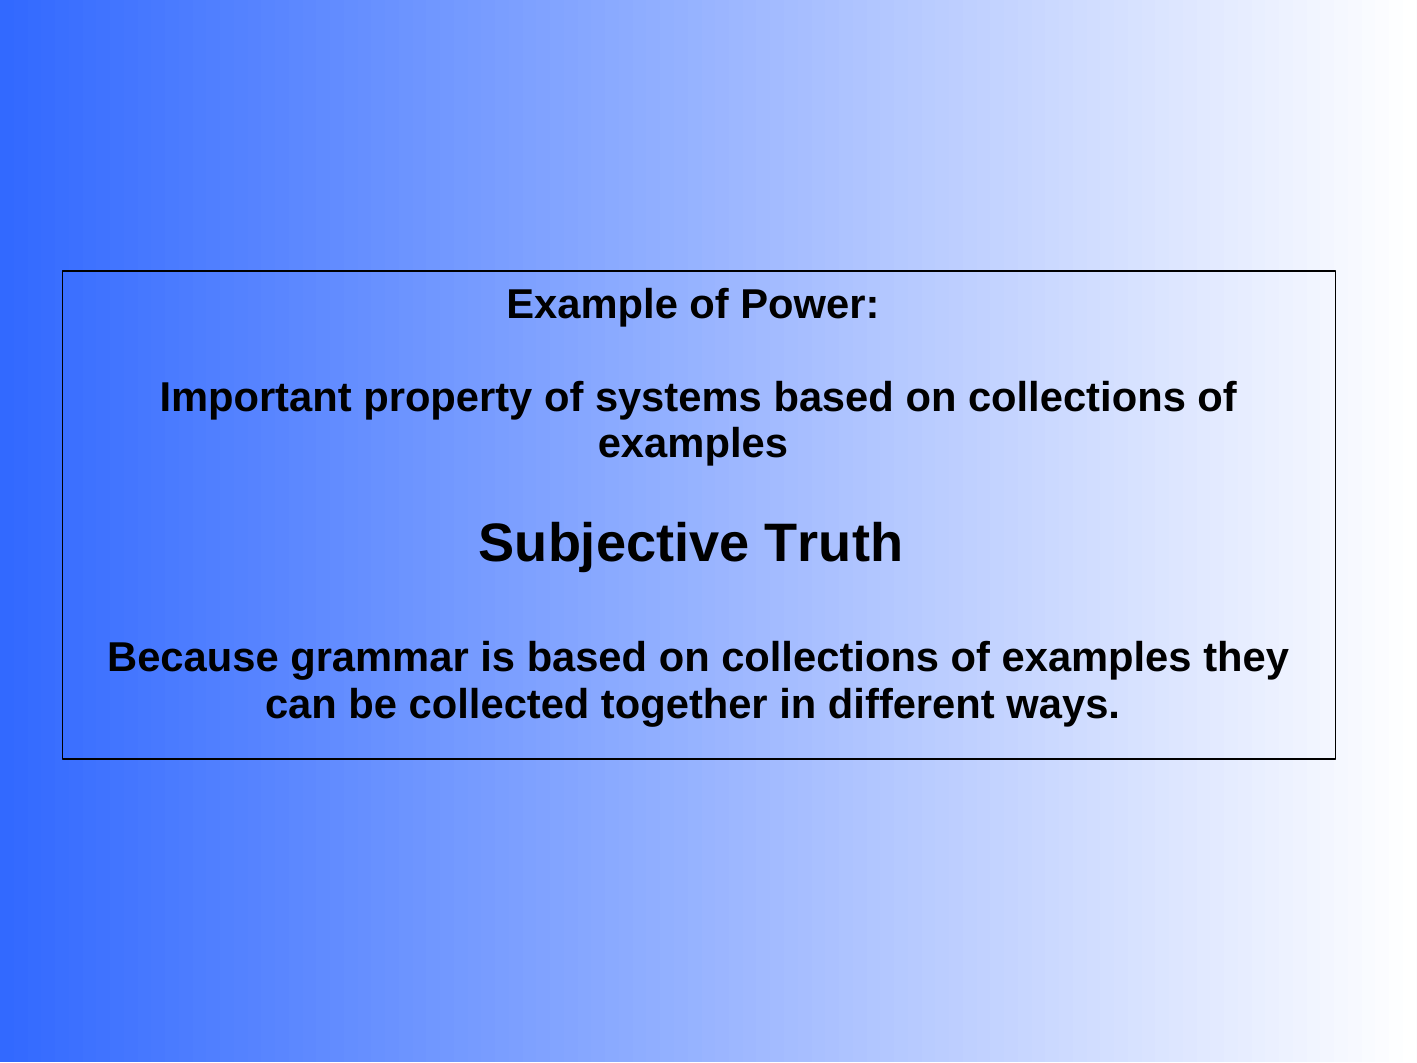 Example of Power:
Important property of systems based on collections of
examples
Subjective Truth
Because grammar is based on collections of examples they
can be collected together in different ways.